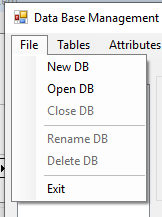 Data Base Management
File Tables Attributes
New DB
Open DB
Close DB
Rename DB
Delete DB
Exit